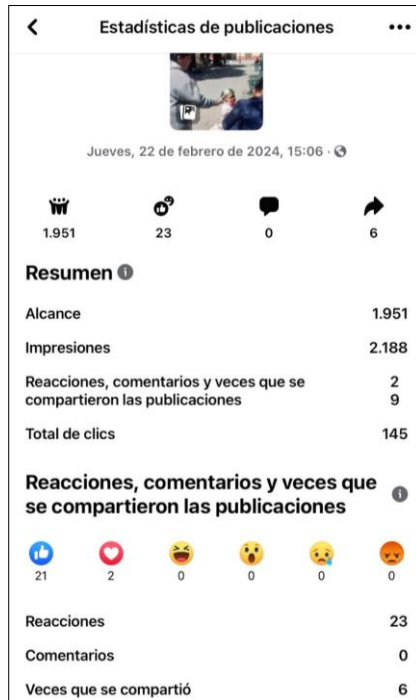 Estadísticas de publicaciones
Jueves, 22 de febrero de 2024, 15:06 ·
1.951 23 0 6
Resumen
Alcance 1.951
Impresiones 2.188
Reacciones, comentarios y veces que se 2
compartieron las publicaciones 9
Total de clics 145
Reacciones, comentarios y veces que
se compartieron las publicaciones
21 2 0 0 0 0
Reacciones 23
Comentarios 0
Veces que se compartió 6